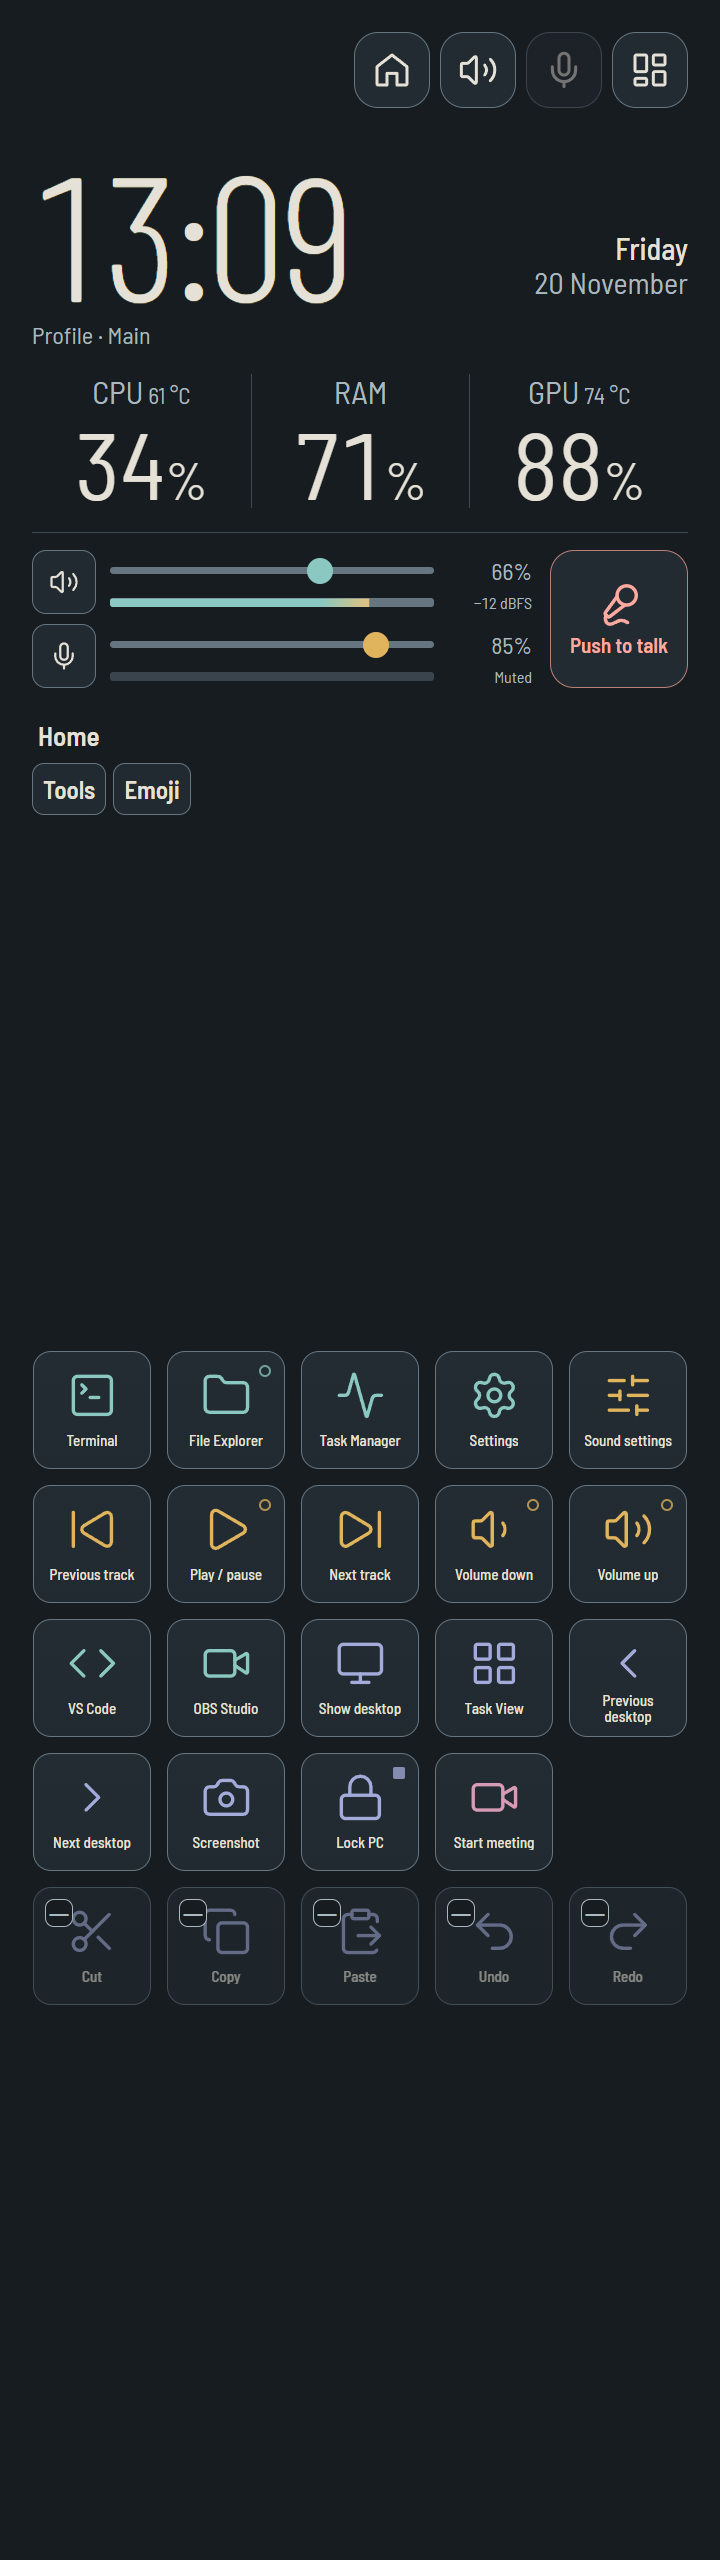 13:09
Friday
20 November
Profile · Main
CPU 61 °C
RAM
GPU 74 °C
34%
71%
88%
66%
−12 dBFS
85%
Muted
Push to talk
Home
Tools
Emoji
Terminal
File Explorer
Task Manager
Settings
Sound settings
Previous track
Play / pause
Next track
Volume down
Volume up
VS Code
OBS Studio
Show desktop
Task View
Previous
desktop
Next desktop
Screenshot
Lock PC
Start meeting
Cut
Copy
Paste
Undo
Redo